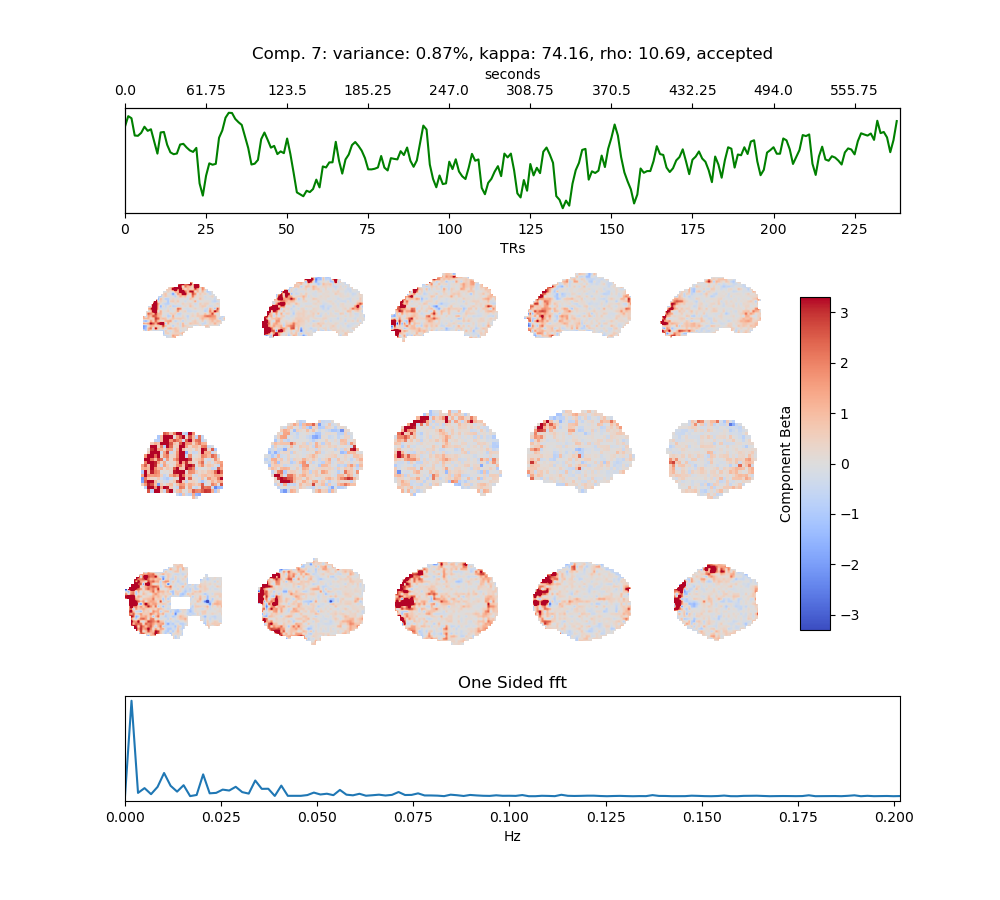 Comp. 7: variance: 0.87%, kappa: 74.16, rho: 10.69, accepted
seconds
0.0 61.75 123.5 185.25 247.0 308.75 370.5 432.25 494.0 555.75
0 25 50 75 100 125 150 175 200 225
TRs
3
2
1
0
−1
−2
−3
Component Beta
One Sided fft
0.000 0.025 0.050 0.075 0.100 0.125 0.150 0.175 0.200
Hz